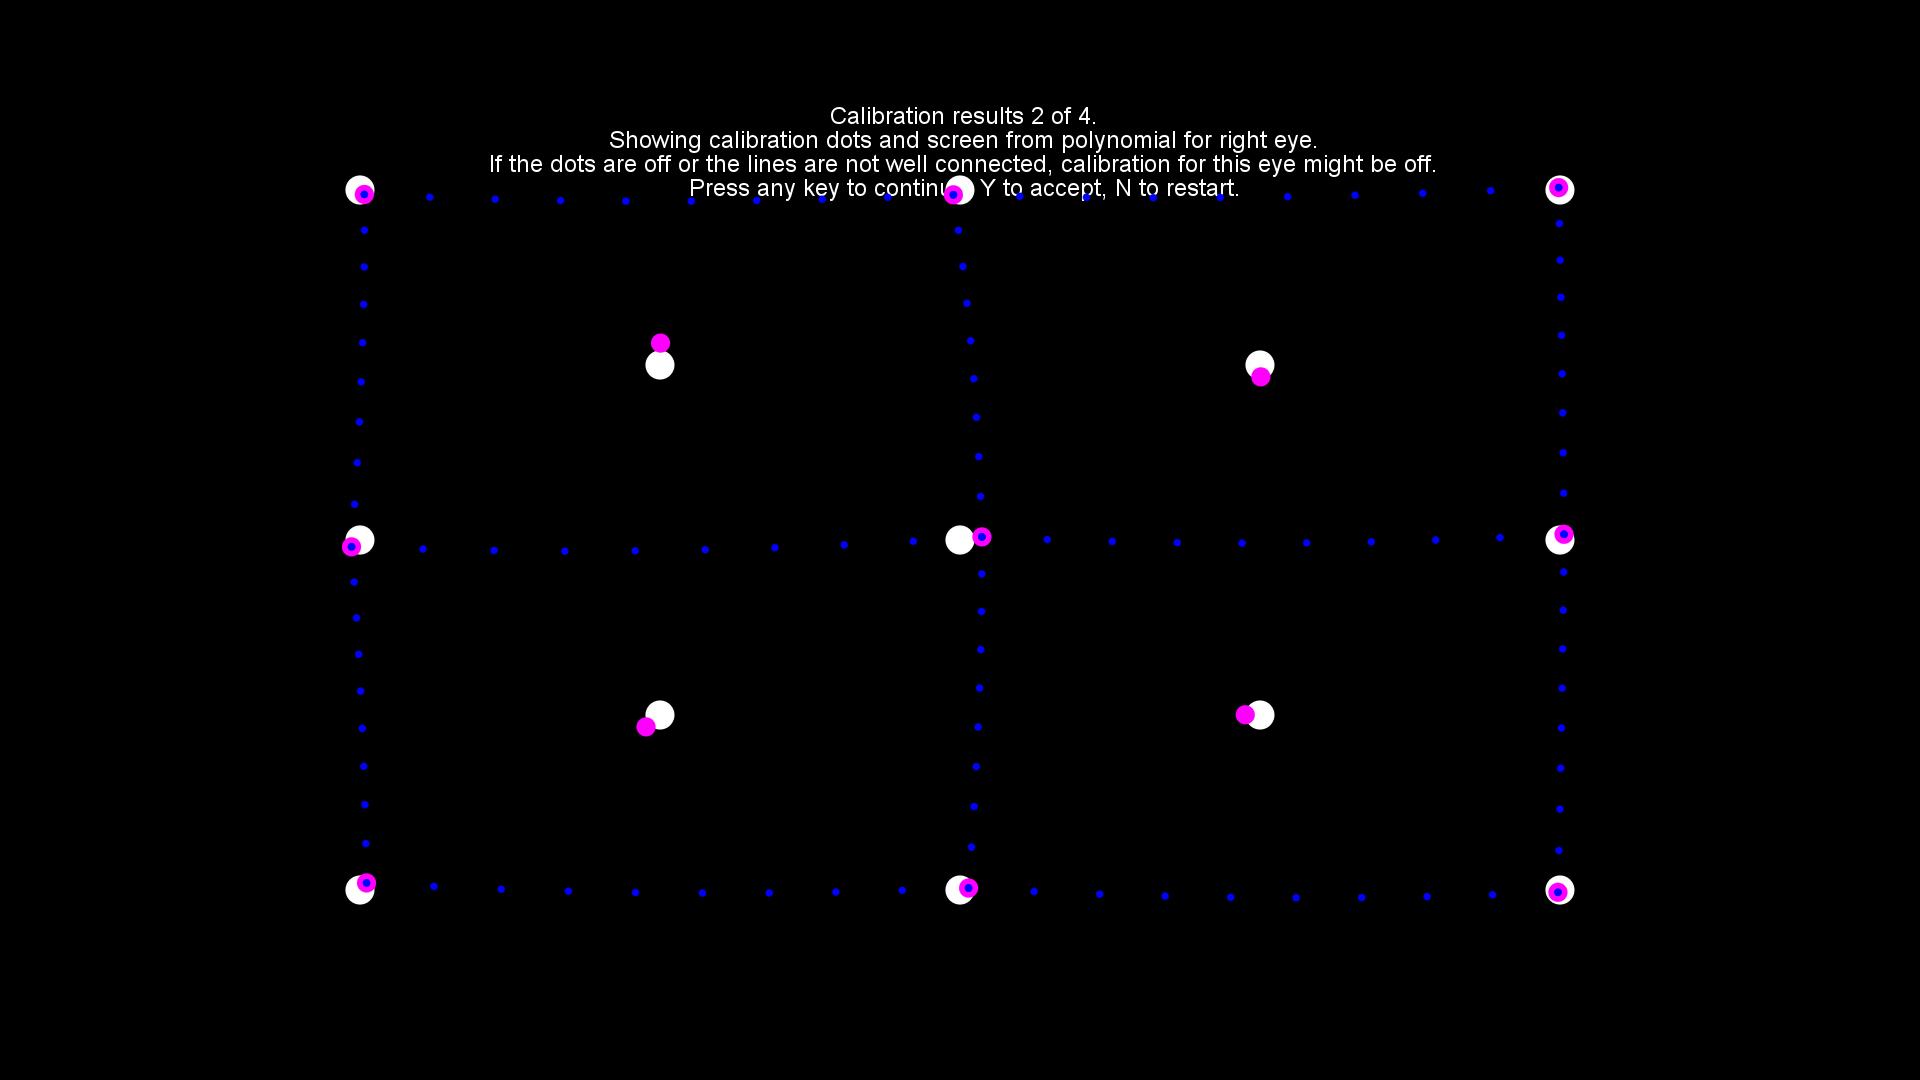 Calibration results 2 of 4.
Showing calibration dots and screen from polynomial for right eye.
If the dots are off or the lines are not well connected, calibration for this eye might be off.
Press any key to continue, Y to accept, N to restart.